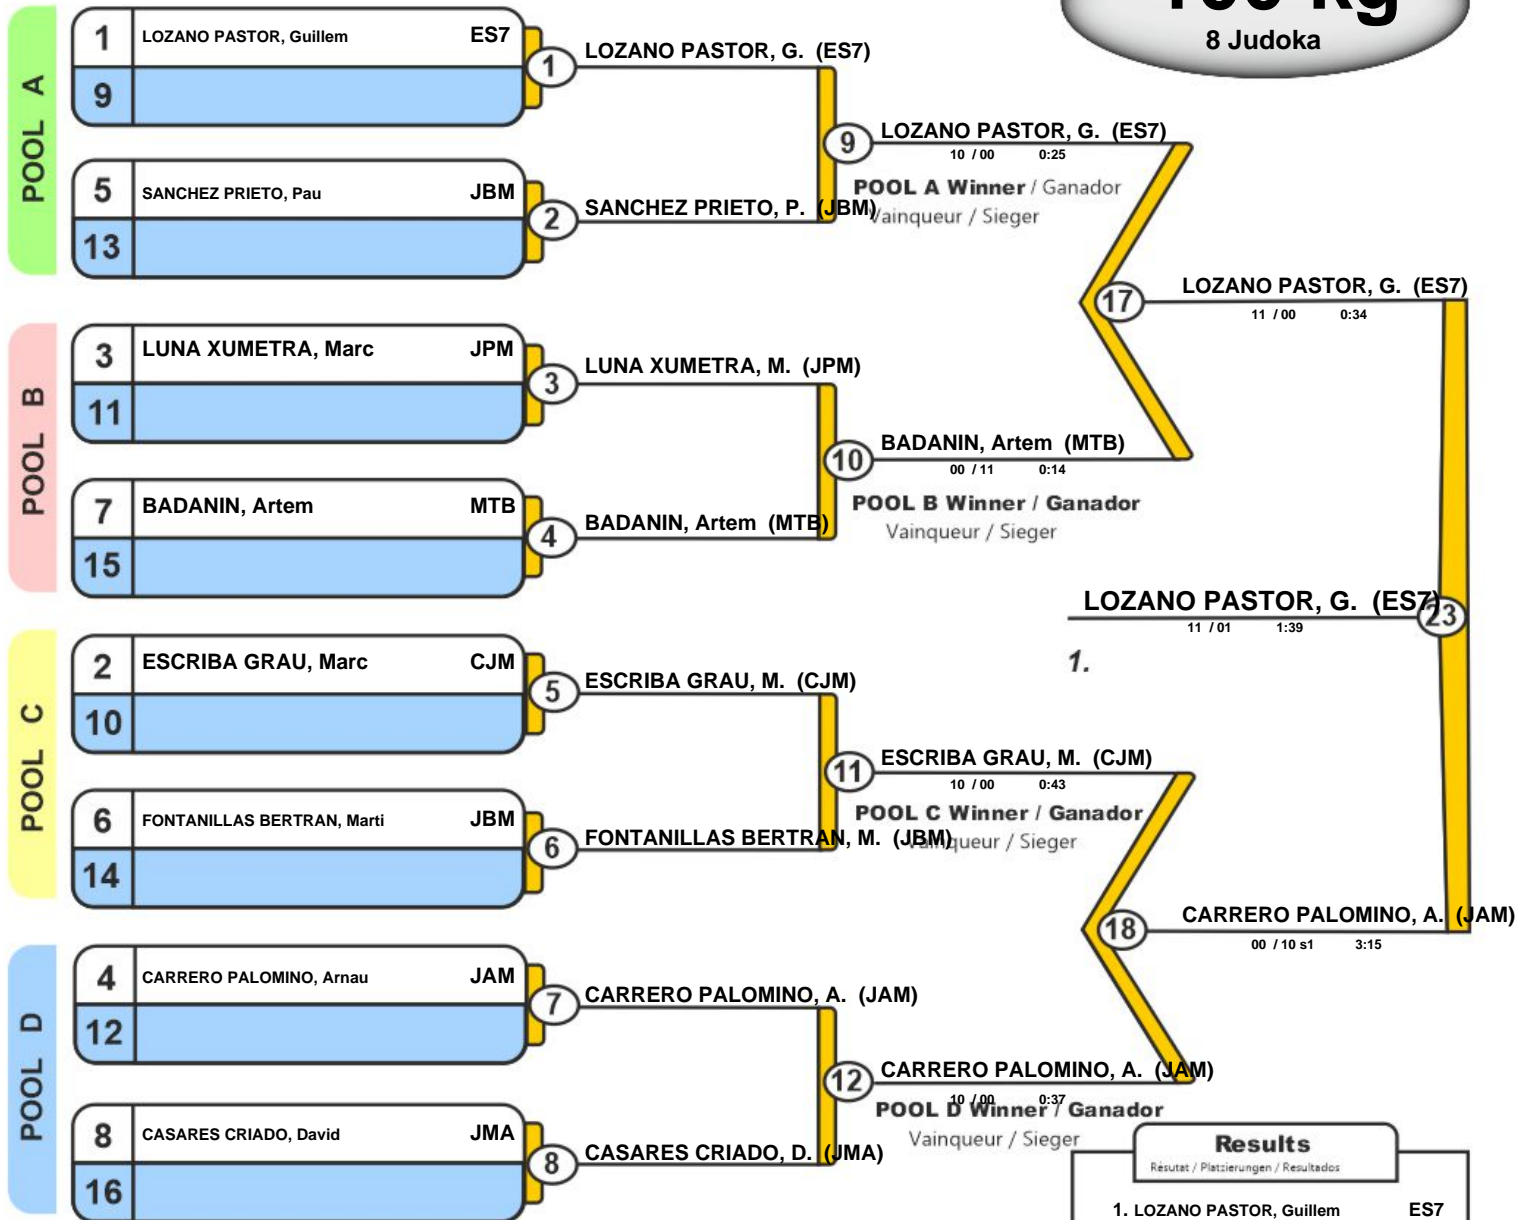 100 kg
8 Judoka
POOL A
1 LOZANO PASTOR, Guillem ES7
9
1
LOZANO PASTOR, G. (ES7)
5 SANCHEZ PRIETO, Pau JBM
13
2
SANCHEZ PRIETO, P. (JBM)
9
LOZANO PASTOR, G. (ES7)
10 / 00 0:25
POOL A Winner / Ganador
Vainqueur / Sieger
POOL B
3 LUNA XUMETRA, Marc JPM
11
3
LUNA XUMETRA, M. (JPM)
7 BADANIN, Artem MTB
15
4
BADANIN, Artem (MTB)
10
BADANIN, Artem (MTB)
00 / 11 0:14
POOL B Winner / Ganador
Vainqueur / Sieger
17
LOZANO PASTOR, G. (ES7)
11 / 00 0:34
LOZANO PASTOR, G. (ES7)
23
11 / 01 1:39
1.
POOL C
2 ESCRIBA GRAU, Marc CJM
10
5
ESCRIBA GRAU, M. (CJM)
6 FONTANILLAS BERTRAN, Marti JBM
14
6
FONTANILLAS BERTRAN, M. (JBM)
11
ESCRIBA GRAU, M. (CJM)
10 / 00 0:43
POOL C Winner / Ganador
Vainqueur / Sieger
POOL D
4 CARRERO PALOMINO, Arnau JAM
12
7
CARRERO PALOMINO, A. (JAM)
8 CASARES CRIADO, David JMA
16
8
CASARES CRIADO, D. (JMA)
12
CARRERO PALOMINO, A. (JAM)
10 / 00 0:37
POOL D Winner / Ganador
Vainqueur / Sieger
18
CARRERO PALOMINO, A. (JAM)
00 / 10 s1 3:15
Results
Résutat / Platzierungen / Resultados
1. LOZANO PASTOR, Guillem ES7